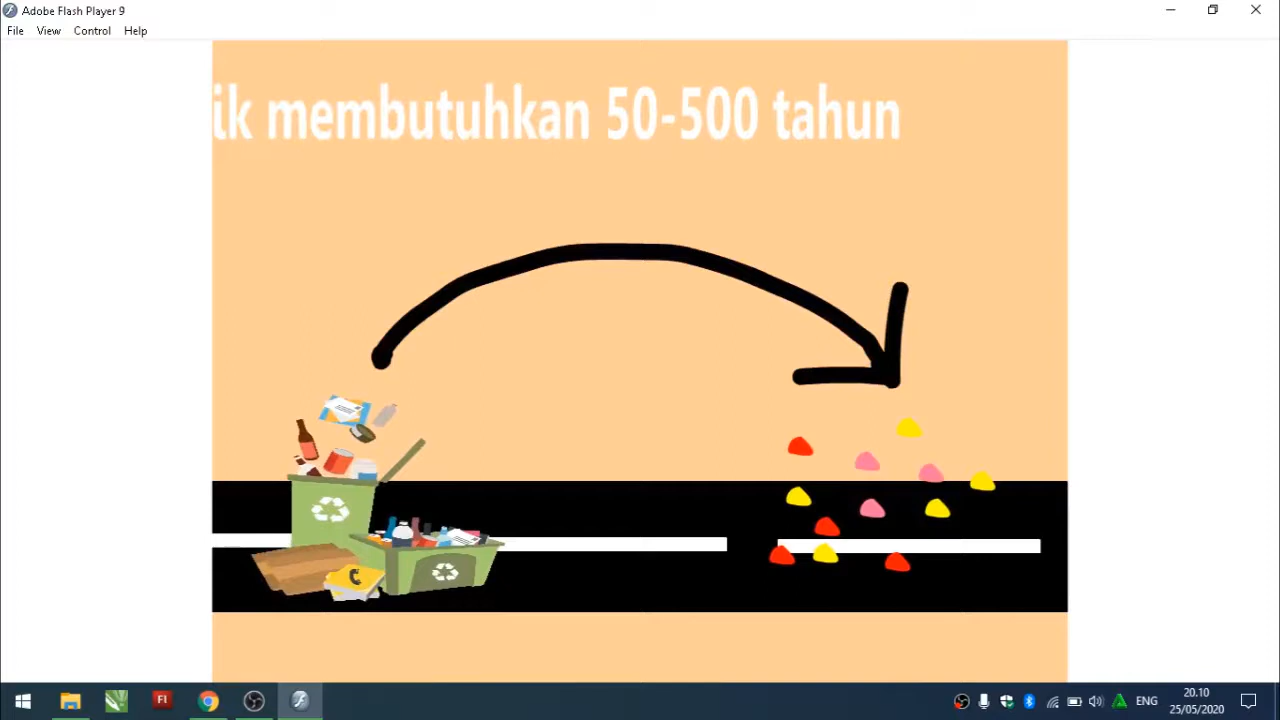 Adobe Flash Player 9
File View Control Help
ik membutuhkan 50-500 tahun
C
Fl
ENG
20.10
25/05/2020